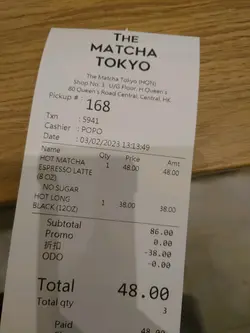 THE
MATCHA
TOKYO
The Matcha Tokyo (HQN)
Shop No. 1 U/G Floor, H Queen's
80 Queen's Road Central, Central, HK
Pickup # 168
Txn : 5941
Cashier : POPO
Date : 03/02/2023 13:13:49
Name Qty Price Amt
HOT MATCHA 1 48.00 48.00
ESPRESSO LATTE
(8 OZ)
NO SUGAR
HOT LONG 1 38.00 38.00
BLACK (12OZ)
Subtotal 86.00
Promo 0.00
折扣 -38.00
ODO -0.00
Total 48.00
Total qty 3
Paid